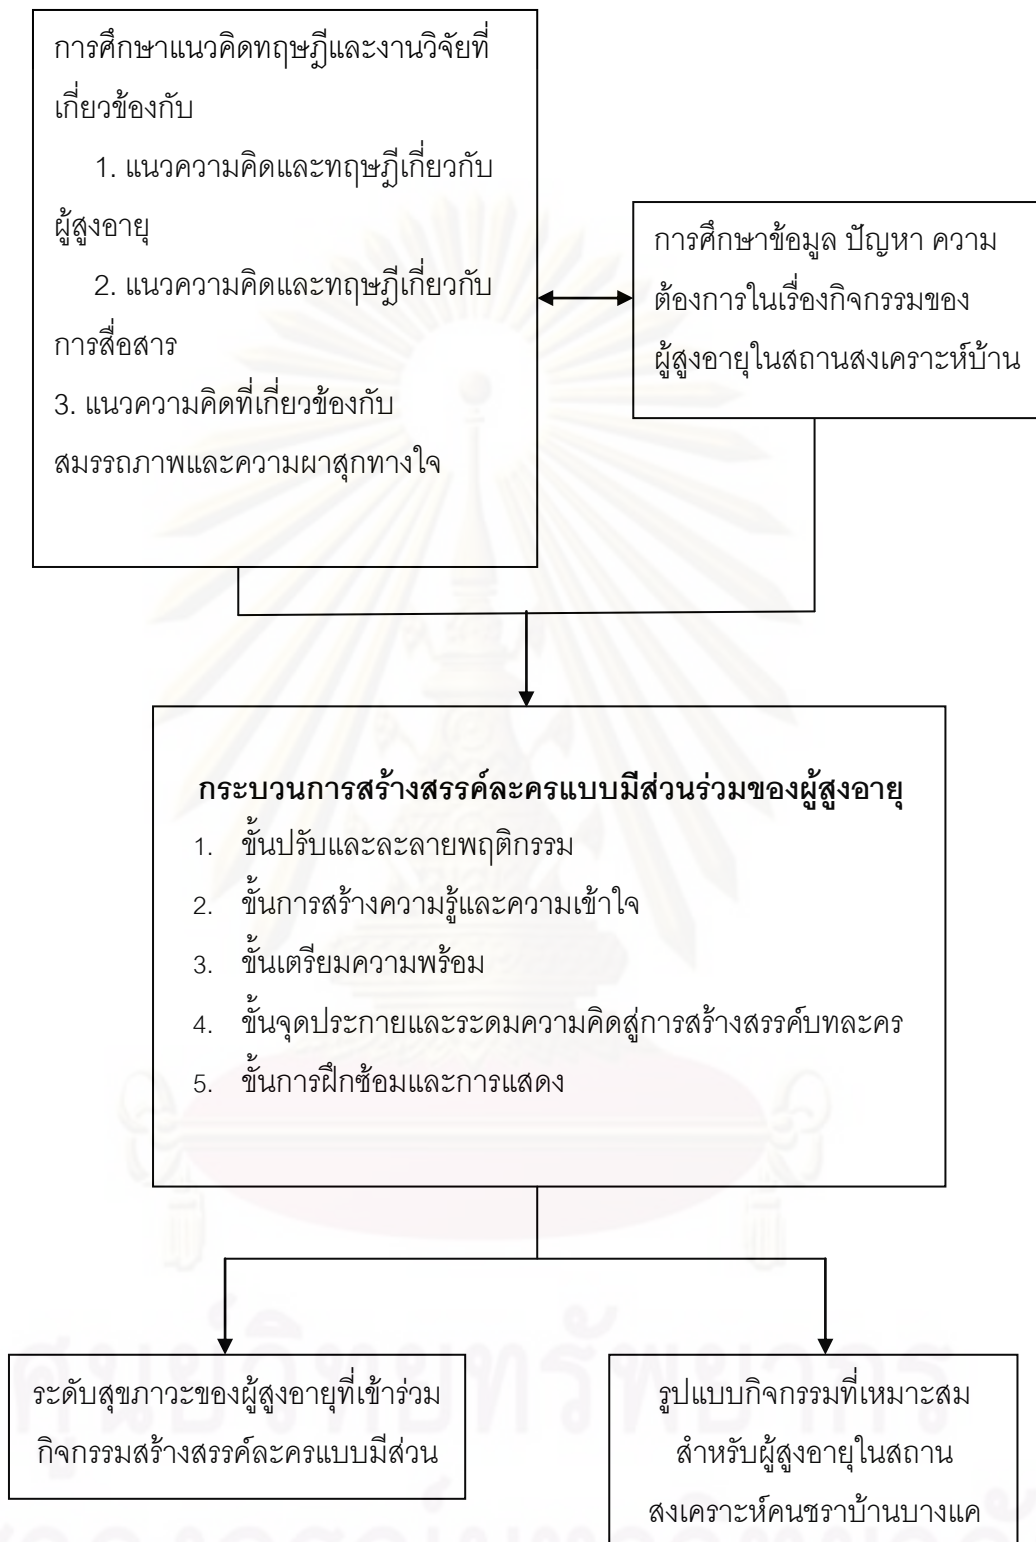 การศึกษาแนวคิดทฤษฎีและงานวิจัยที่
เกี่ยวข้องกับ
1. แนวความคิดและทฤษฎีเกี่ยวกับ
ผู้สูงอายุ
2. แนวความคิดและทฤษฎีเกี่ยวกับ
การสื่อสาร
3. แนวความคิดที่เกี่ยวข้องกับ
สมรรถภาพและความผาสุกทางใจ
การศึกษาข้อมูล ปัญหา ความ
ต้องการในเรื่องกิจกรรมของ
ผู้สูงอายุในสถานสงเคราะห์บ้าน
กระบวนการสร้างสรรค์ละครแบบมีส่วนร่วมของผู้สูงอายุ
1. ขั้นปรับและละลายพฤติกรรม
2. ขั้นการสร้างความรู้และความเข้าใจ
3. ขั้นเตรียมความพร้อม
4. ขั้นจุดประกายและระดมความคิดสู่การสร้างสรรค์บทละคร
5. ขั้นการฝึกซ้อมและการแสดง
ระดับสุขภาวะของผู้สูงอายุที่เข้าร่วม
กิจกรรมสร้างสรรค์ละครแบบมีส่วน
รูปแบบกิจกรรมที่เหมาะสม
สำหรับผู้สูงอายุในสถาน
สงเคราะห์คนชราบ้านบางแค
ศูนย์วิทยทรัพยากร